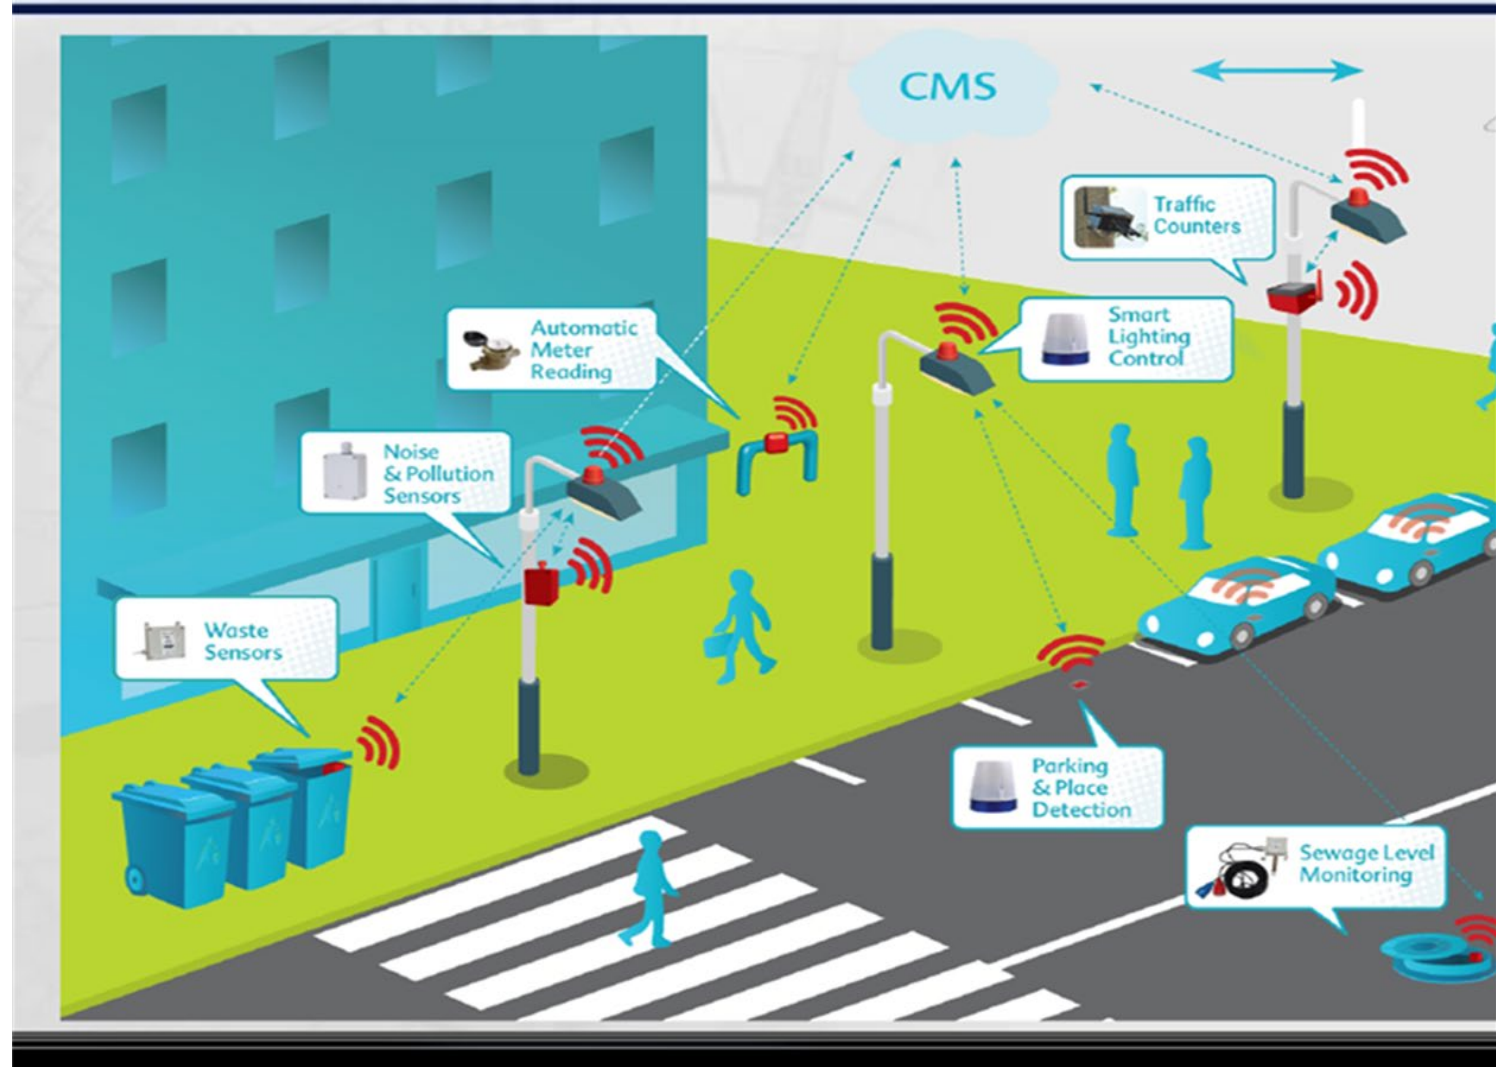 CMS
Traffic
Counters
Automatic
Meter
Reading
Smart
Lighting
Control
Noise
& Pollution
Sensors
Waste
Sensors
Parking
& Place
Detection
Sewage Level
Monitoring